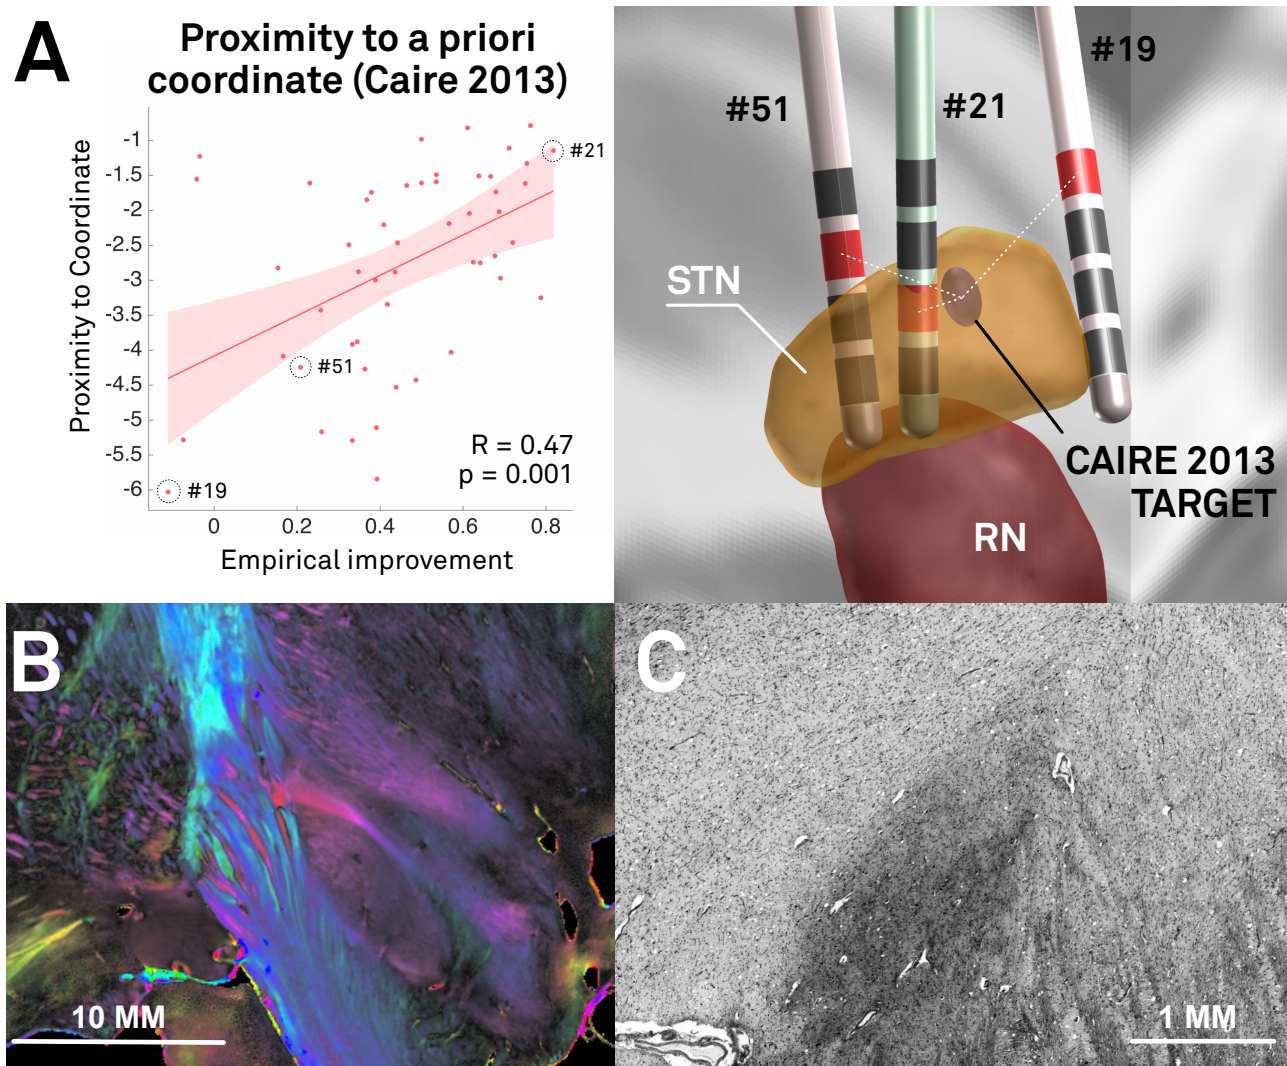 A
Proximity to a priori
coordinate (Caire 2013)
Proximity to Coordinate
-1
-1.5
-2
-2.5
-3
-3.5
-4
-4.5
-5
-5.5
-6
#21
#51
#19
R = 0.47
p = 0.001
0
0.2
0.4
0.6
0.8
Empirical improvement
#51
#21
#19
STN
CAIRE 2013
TARGET
RN
B
10 MM
C
1 MM